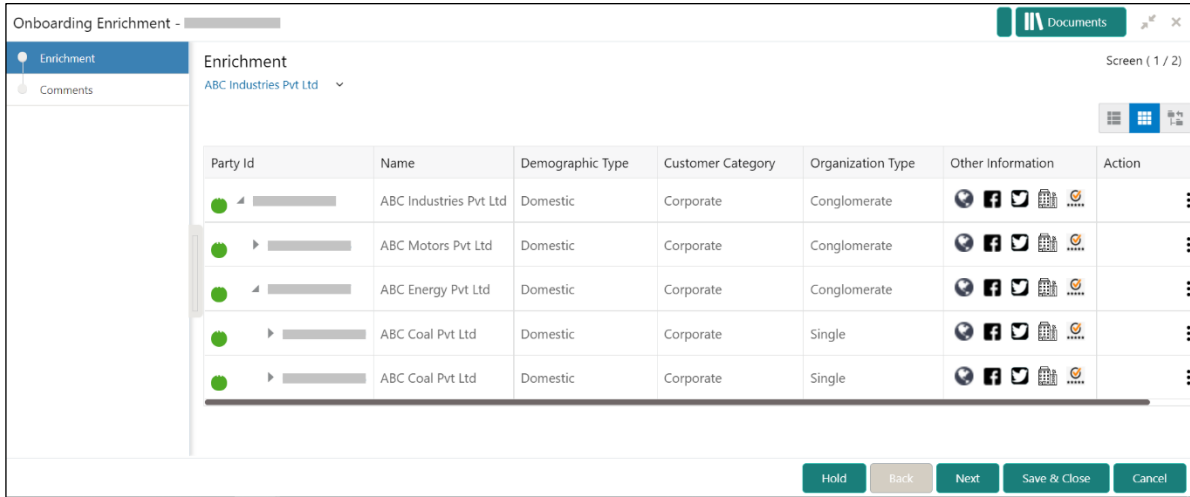 Onboarding Enrichment -
Documents
Enrichment
Comments
Enrichment
Screen ( 1 / 2)
ABC Industries Pvt Ltd
Party Id Name Demographic Type Customer Category Organization Type Other Information Action
ABC Industries Pvt Ltd Domestic Corporate Conglomerate
ABC Motors Pvt Ltd Domestic Corporate Conglomerate
ABC Energy Pvt Ltd Domestic Corporate Conglomerate
ABC Coal Pvt Ltd Domestic Corporate Single
ABC Coal Pvt Ltd Domestic Corporate Single
Hold Back Next Save & Close Cancel